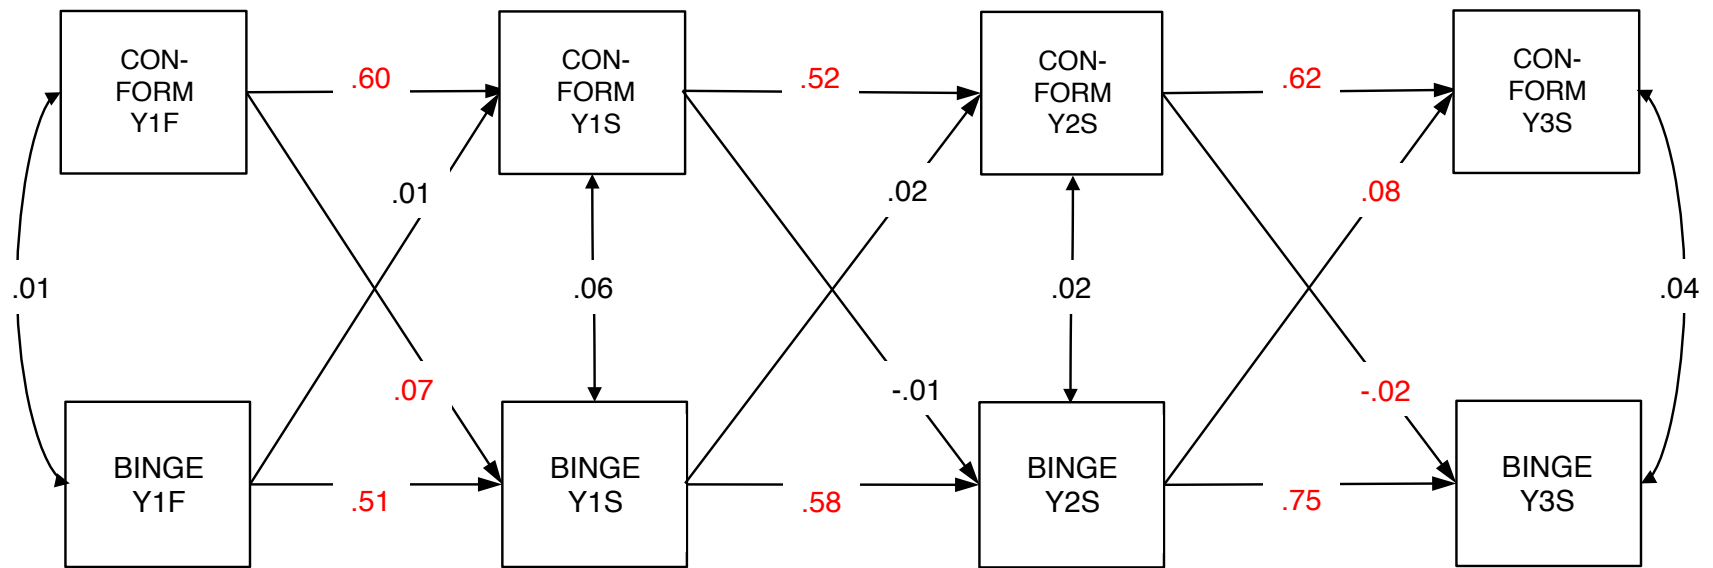 CON-
FORM
Y1F
.60
CON-
FORM
Y1S
.52
CON-
FORM
Y2S
.62
CON-
FORM
Y3S
.01
.02
.08
.01
.06
.02
.04
.07
-.01
-.02
BINGE
Y1F
.51
BINGE
Y1S
.58
BINGE
Y2S
.75
BINGE
Y3S